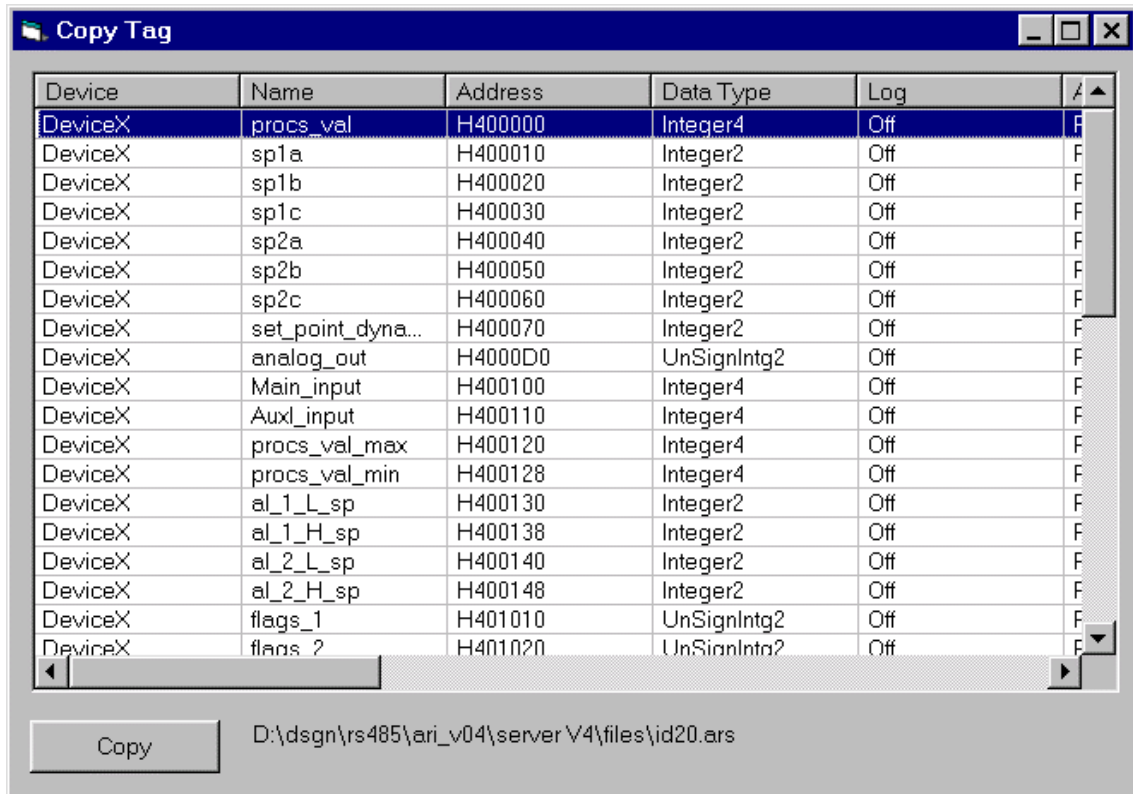 Copy Tag
Device Name Address Data Type Log
DeviceX procs_val H400000 Integer4 Off
DeviceX sp1a H400010 Integer2 Off
DeviceX sp1b H400020 Integer2 Off
DeviceX sp1c H400030 Integer2 Off
DeviceX sp2a H400040 Integer2 Off
DeviceX sp2b H400050 Integer2 Off
DeviceX sp2c H400060 Integer2 Off
DeviceX set_point_dyna... H400070 Integer2 Off
DeviceX analog_out H4000D0 UnSignIntg2 Off
DeviceX Main_input H400100 Integer4 Off
DeviceX Auxl_input H400110 Integer4 Off
DeviceX procs_val_max H400120 Integer4 Off
DeviceX procs_val_min H400128 Integer4 Off
DeviceX al_1_L_sp H400130 Integer2 Off
DeviceX al_1_H_sp H400138 Integer2 Off
DeviceX al_2_L_sp H400140 Integer2 Off
DeviceX al_2_H_sp H400148 Integer2 Off
DeviceX flags_1 H401010 UnSignIntg2 Off
DeviceX flags_2 H401020 UnSignIntg2 Off
Copy D:\dsgn\rs485\ari_v04\server V4\files\id20.ars